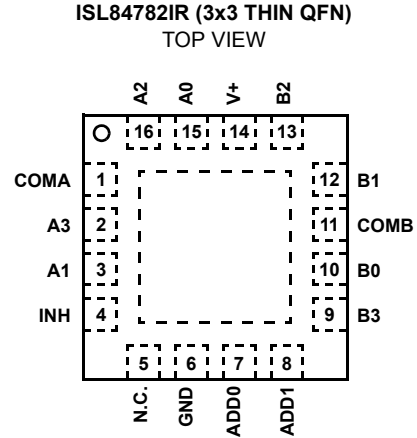 ISL84782IR (3x3 THIN QFN)
TOP VIEW
A2 A0 V+ B2
16 15 14 13
COMA 1 12 B1
A3 2 11 COMB
A1 3 10 B0
INH 4 9 B3
5 6 7 8
N.C. GND ADD0 ADD1